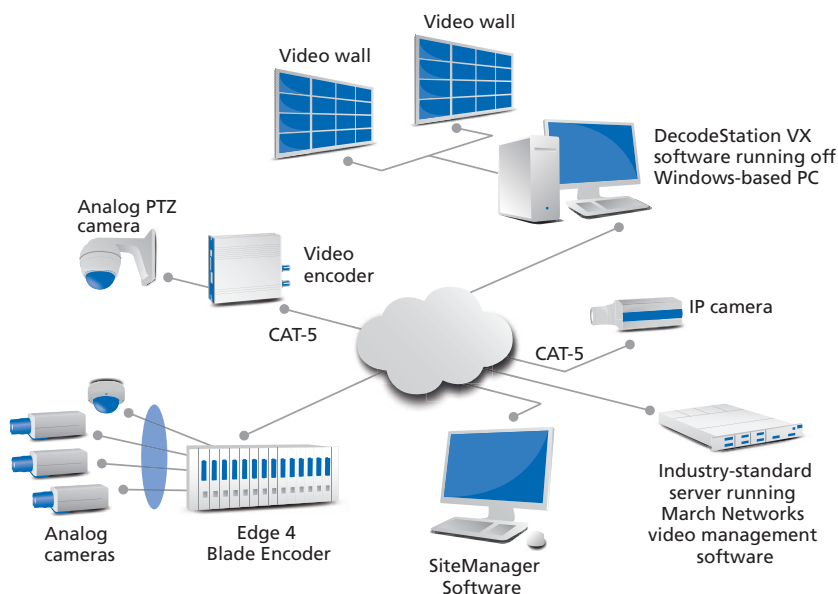 Video wall
Video wall
DecodeStation VX
software running off
Windows-based PC
Analog PTZ
camera
Video
encoder
CAT-5
IP camera
CAT-5
Analog
cameras
Edge 4
Blade Encoder
SiteManager
Software
Industry-standard
server running
March Networks
video management
software